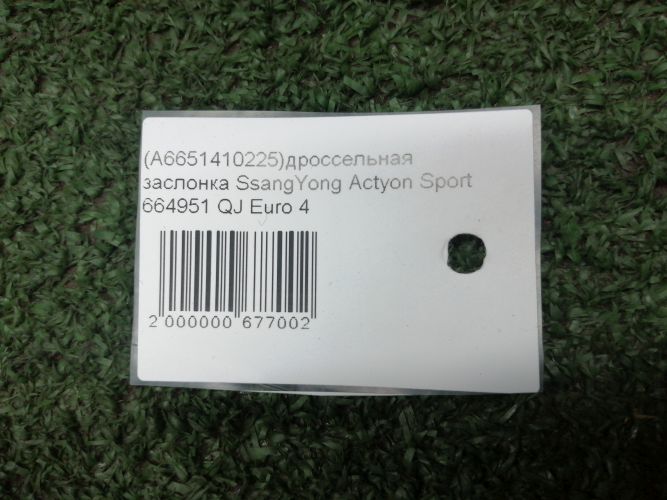 (A6651410225)дроссельная
заслонка SsangYong Actyon Sport
664951 QJ Euro 4
2 000000 677002